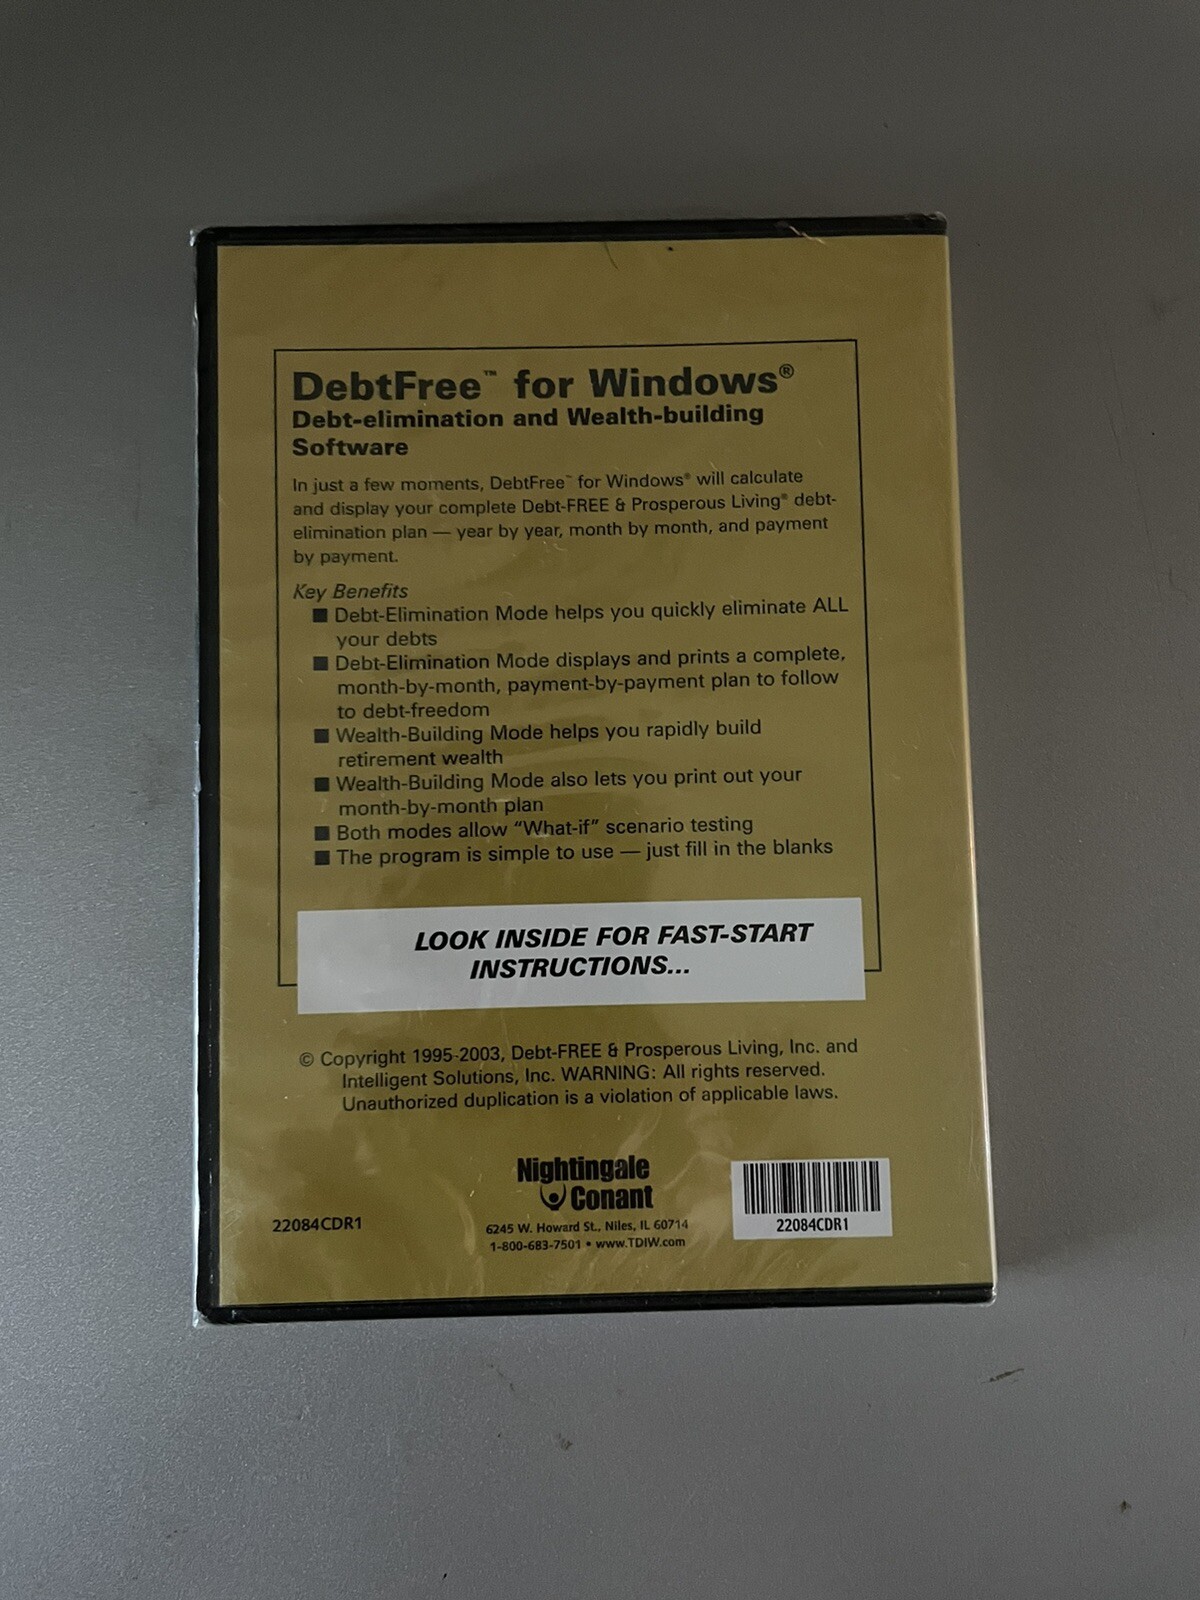 DebtFree™ for Windows®
Debt-elimination and Wealth-building
Software
In just a few moments, DebtFree™ for Windows® will calculate
and display your complete Debt-FREE & Prosperous Living® debt-
elimination plan — year by year, month by month, and payment
by payment.
Key Benefits
■ Debt-Elimination Mode helps you quickly eliminate ALL
your debts
■ Debt-Elimination Mode displays and prints a complete,
month-by-month, payment-by-payment plan to follow
to debt-freedom
■ Wealth-Building Mode helps you rapidly build
retirement wealth
■ Wealth-Building Mode also lets you print out your
month-by-month plan
■ Both modes allow “What-if” scenario testing
■ The program is simple to use — just fill in the blanks
LOOK INSIDE FOR FAST-START
INSTRUCTIONS...
© Copyright 1995-2003, Debt-FREE & Prosperous Living, Inc. and
Intelligent Solutions, Inc. WARNING: All rights reserved.
Unauthorized duplication is a violation of applicable laws.
Nightingale
Conant
22084CDR1
6245 W. Howard St., Niles, IL 60714
1-800-683-7501 • www.TDIW.com
22084CDR1